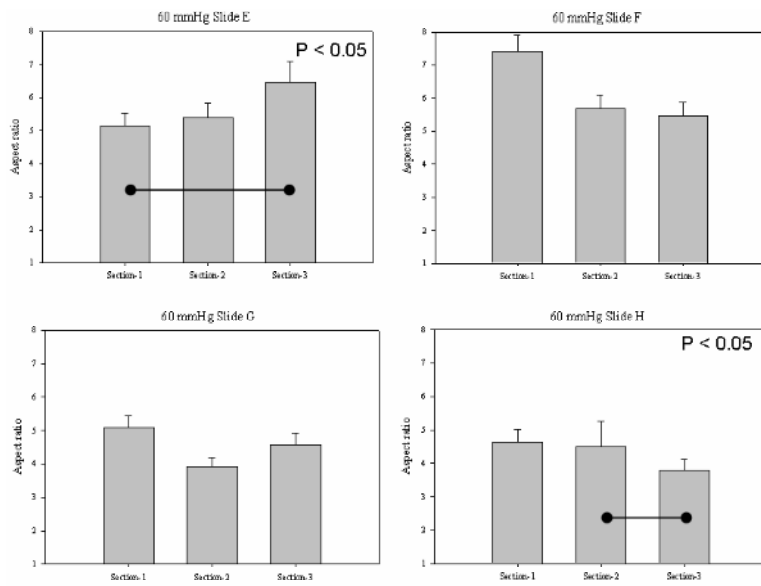 60 mmHg Slide E
P < 0.05
8
7
6
5
4
3
2
1
Aspect ratio
Section-1 Section-2 Section-3
60 mmHg Slide F
8
7
6
5
4
3
2
1
Aspect ratio
Section-1 Section-2 Section-3
60 mmHg Slide G
8
7
6
5
4
3
2
1
Aspect ratio
Section-1 Section-2 Section-3
60 mmHg Slide H
P < 0.05
8
7
6
5
4
3
2
1
Aspect ratio
Section-1 Section-2 Section-3